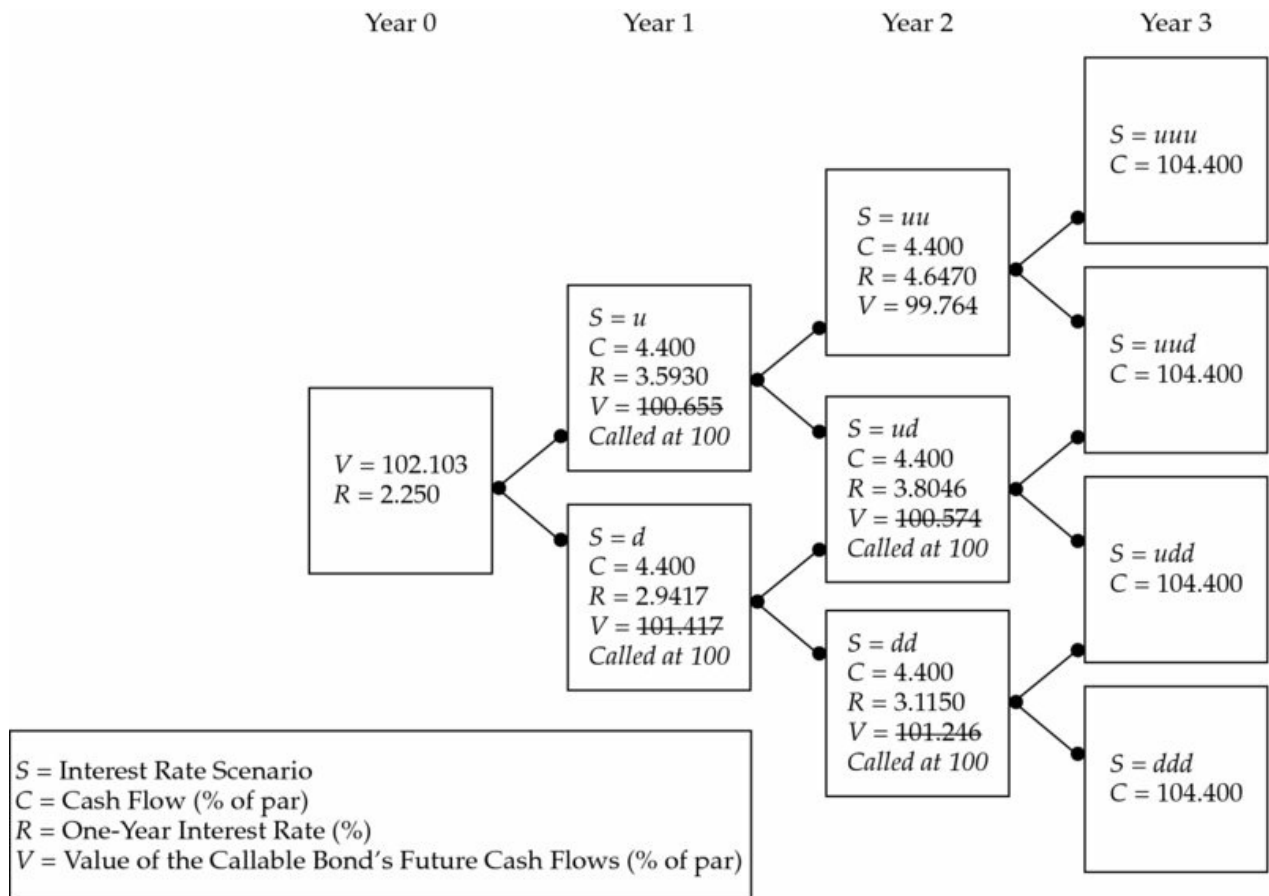 Year 0
Year 1
Year 2
Year 3
V = 102.103
R = 2.250
S = u
C = 4.400
R = 3.5930
V = 100.655
Called at 100
S = d
C = 4.400
R = 2.9417
V = 101.417
Called at 100
S = uu
C = 4.400
R = 4.6470
V = 99.764
S = ud
C = 4.400
R = 3.8046
V = 100.574
Called at 100
S = dd
C = 4.400
R = 3.1150
V = 101.246
Called at 100
S = uuu
C = 104.400
S = uud
C = 104.400
S = udd
C = 104.400
S = ddd
C = 104.400
S = Interest Rate Scenario
C = Cash Flow (% of par)
R = One-Year Interest Rate (%)
V = Value of the Callable Bond's Future Cash Flows (% of par)